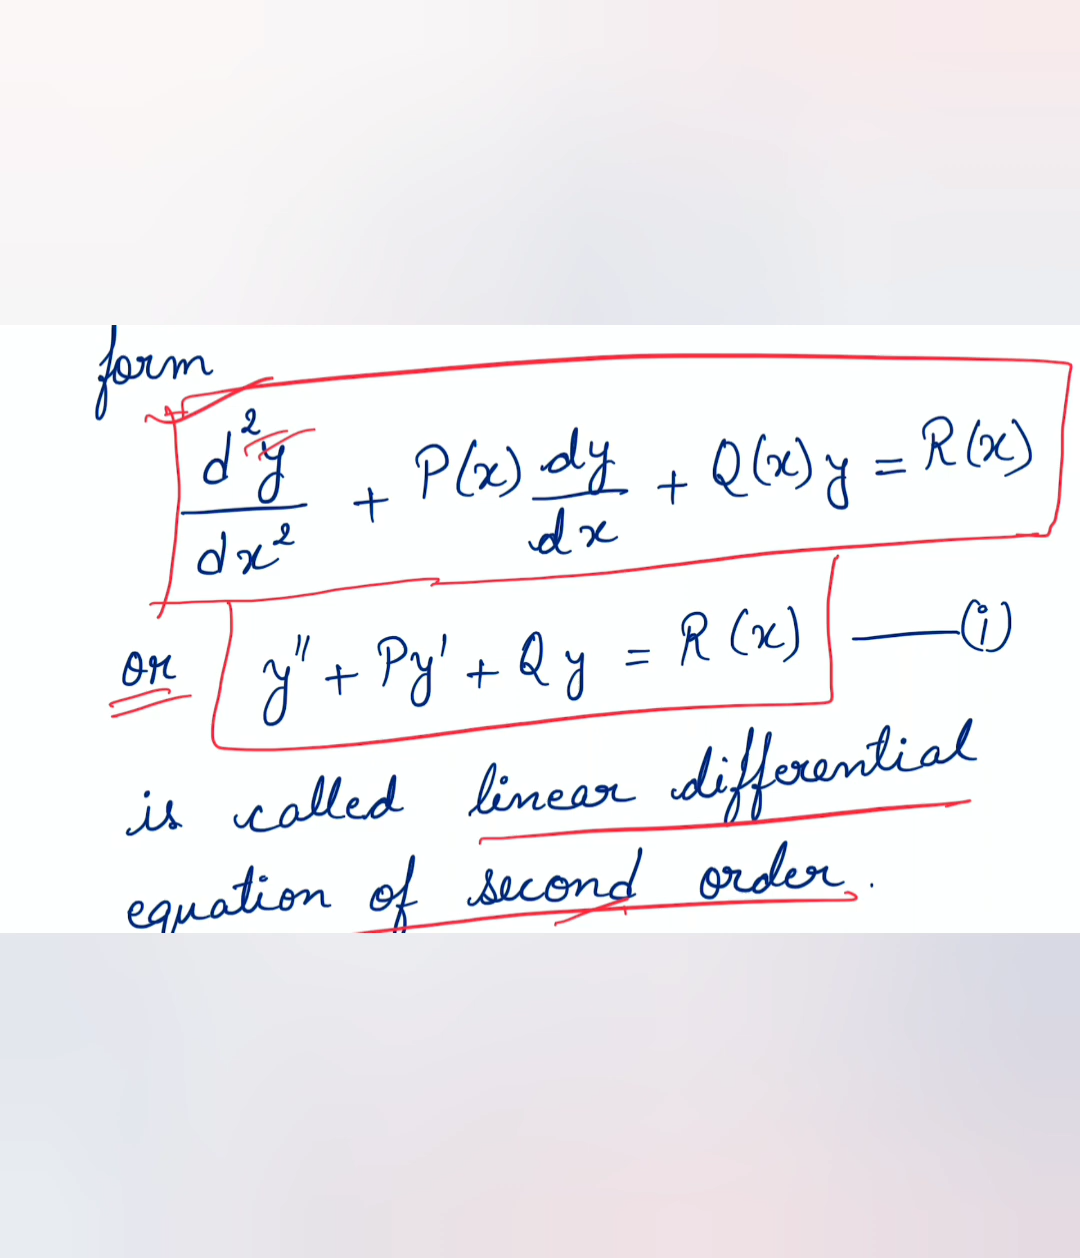 form
d²y/dx² + P(x) dy/dx + Q(x) y = R(x)
or y'' + Py' + Qy = R(x) —(i)
is called linear differential
equation of second order.